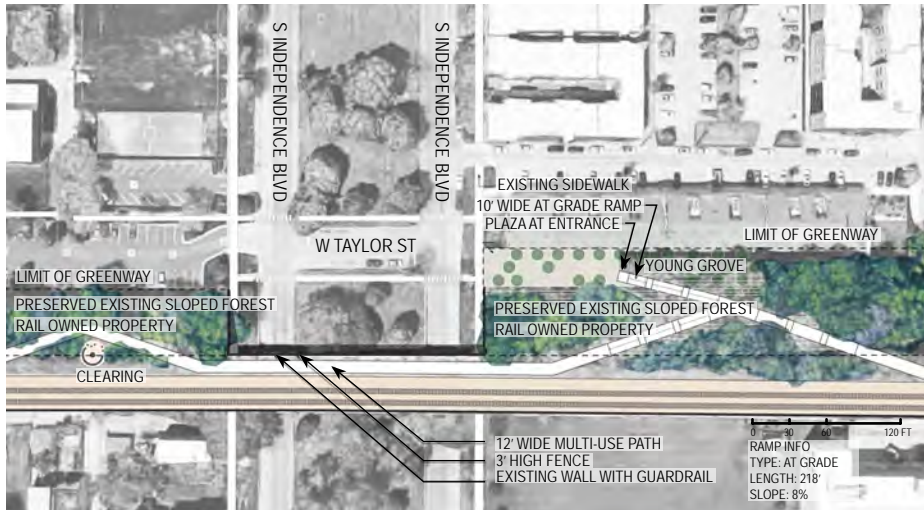 S INDEPENDENCE BLVD
S INDEPENDENCE BLVD
EXISTING SIDEWALK
10' WIDE AT GRADE RAMP
PLAZA AT ENTRANCE
W TAYLOR ST
LIMIT OF GREENWAY
YOUNG GROVE
LIMIT OF GREENWAY
PRESERVED EXISTING SLOPED FOREST
RAIL OWNED PROPERTY
PRESERVED EXISTING SLOPED FOREST
RAIL OWNED PROPERTY
CLEARING
12' WIDE MULTI-USE PATH
3' HIGH FENCE
EXISTING WALL WITH GUARDRAIL
0 30 60 120 FT
RAMP INFO
TYPE: AT GRADE
LENGTH: 218'
SLOPE: 8%